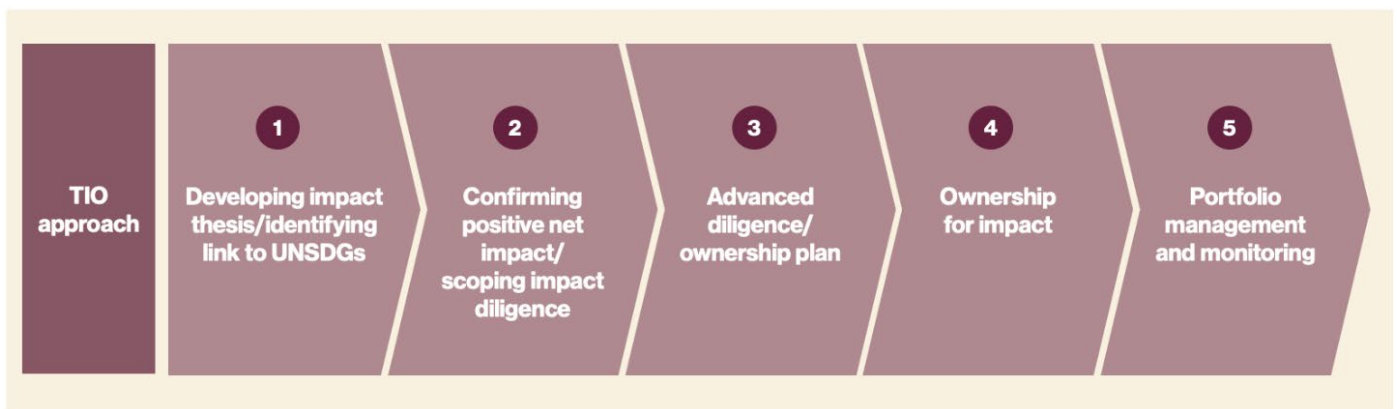 TIO
approach
1
Developing impact
thesis/identifying
link to UNSDGs
2
Confirming
positive net
impact/
scoping impact
diligence
3
Advanced
diligence/
ownership plan
4
Ownership
for impact
5
Portfolio
management
and monitoring